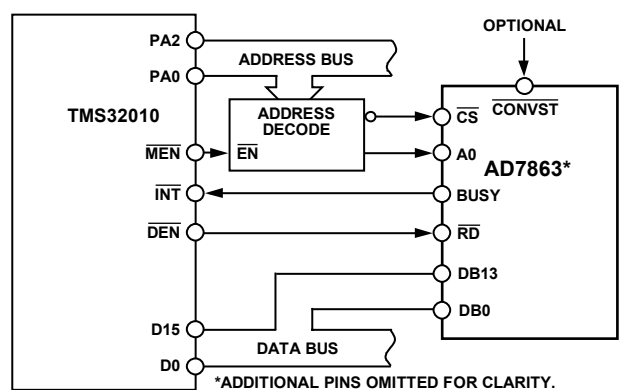 OPTIONAL
PA2
ADDRESS BUS
PA0
TMS32010
ADDRESS
DECODE
CS
CONVST
MEN
EN
A0
AD7863*
INT
BUSY
DEN
RD
DB13
DB0
D15
DATA BUS
D0
*ADDITIONAL PINS OMITTED FOR CLARITY.